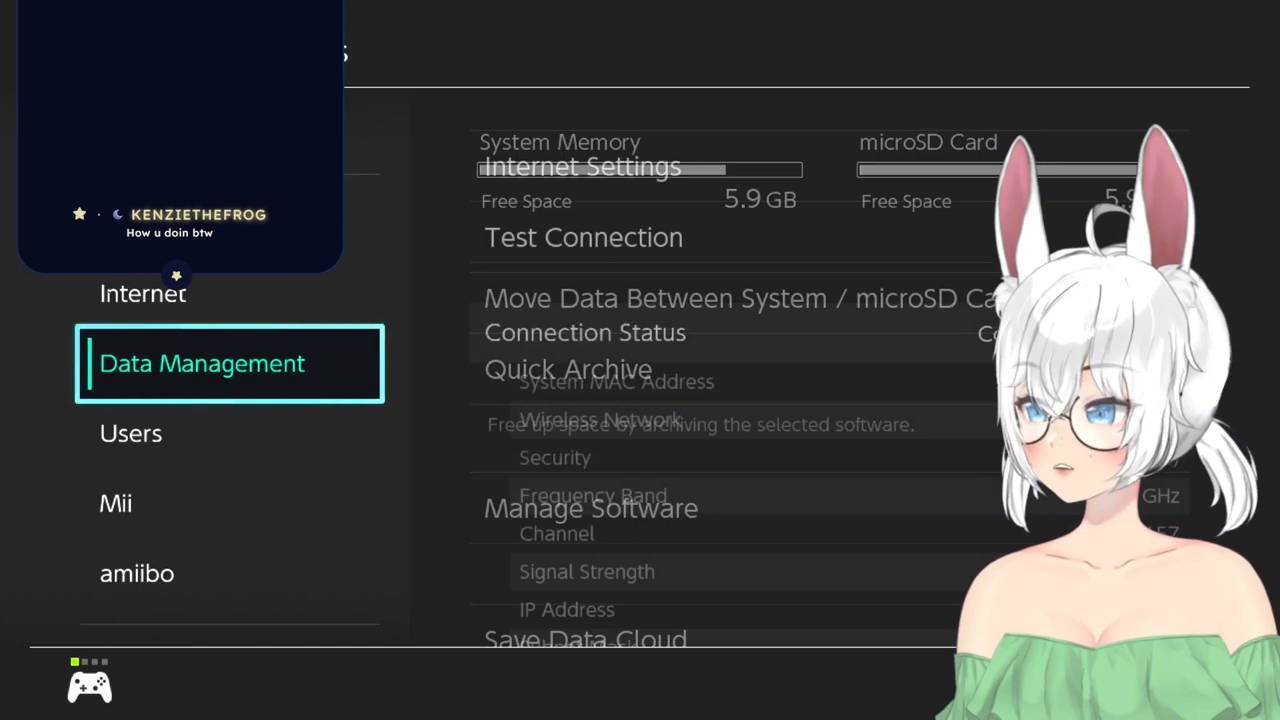 s
KENZIETHEFROG
How u doin btw
Internet
Data Management
Users
Mii
amiibo
System Memory
microSD Card
Internet Settings
Free Space 5.9 GB
Free Space 5.9
Test Connection
Move Data Between System / microSD Ca
Connection Status
Quick Archive
System MAC Address
Wireless Network
Free up space by archiving the selected software.
Security
Frequency Band GHz
Manage Software
Channel
Signal Strength
IP Address
Save Data Cloud